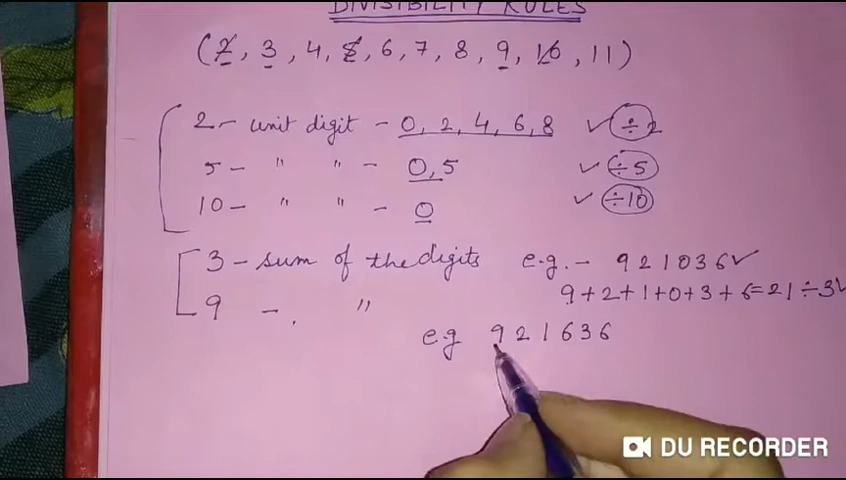 DIVISIBILITY RULES
(2, 3, 4, 5, 6, 7, 8, 9, 10, 11)
2 - unit digit - 0, 2, 4, 6, 8 ✓ ÷2
5 - " " - 0, 5 ✓ ÷5
10 - " " - 0 ✓ ÷10
3 - sum of the digits e.g. - 921036 ✓
9+2+1+0+3+6=21÷3✓
9 - . "
e.g 921636
DU RECORDER